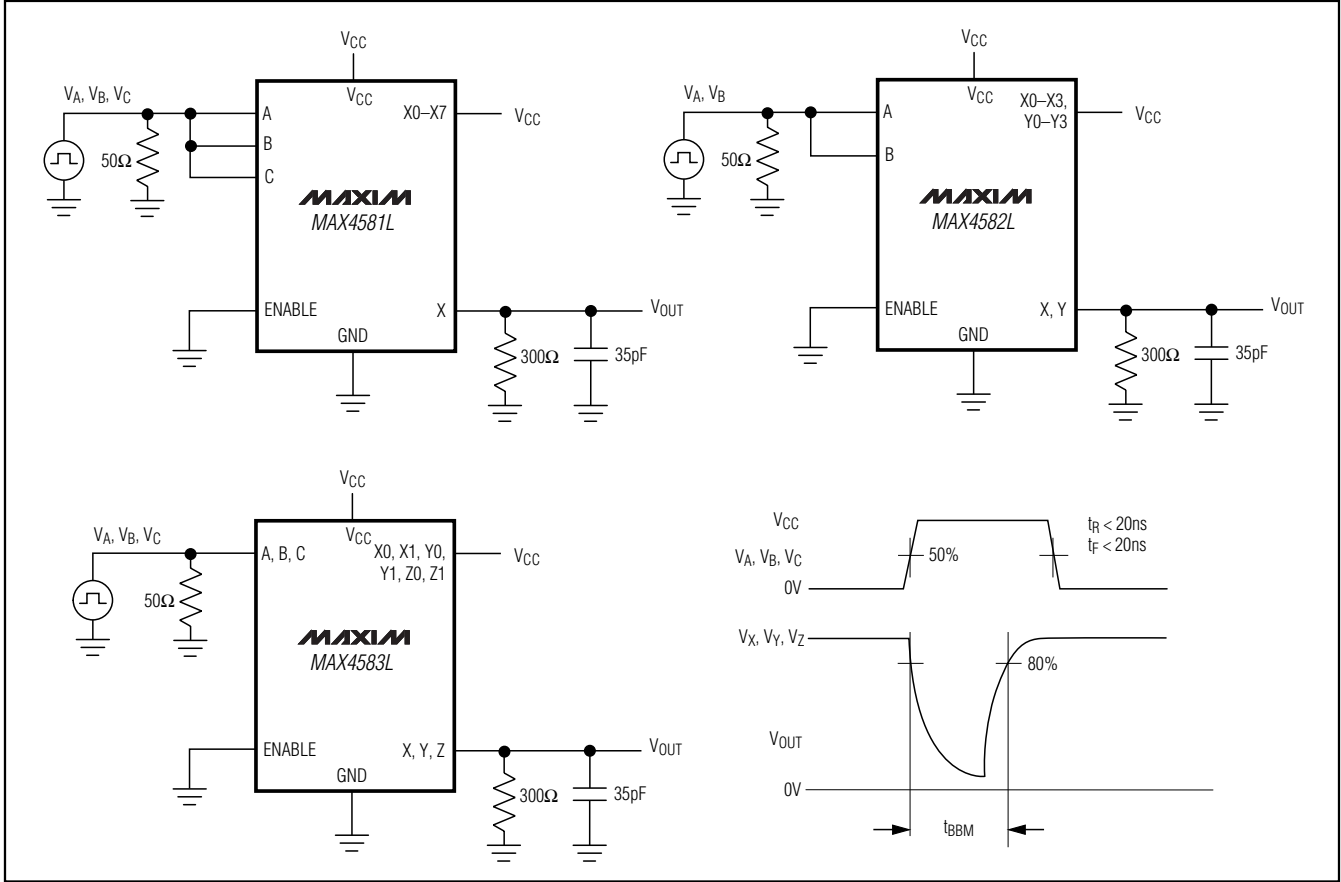 VCC
VA, VB, VC
VCC
A
X0–X7
VCC
B
50Ω
C
MAXIM
MAX4581L
ENABLE
X
VOUT
GND
300Ω
35pF
VCC
VA, VB
VCC
X0–X3,
Y0–Y3
VCC
A
50Ω
B
MAXIM
MAX4582L
ENABLE
X, Y
VOUT
GND
300Ω
35pF
VCC
VA, VB, VC
VCC
A, B, C
X0, X1, Y0,
Y1, Z0, Z1
VCC
50Ω
MAXIM
MAX4583L
ENABLE
X, Y, Z
VOUT
GND
300Ω
35pF
VCC
tR < 20ns
tF < 20ns
VA, VB, VC
50%
0V
VX, VY, VZ
80%
VOUT
0V
tBBM